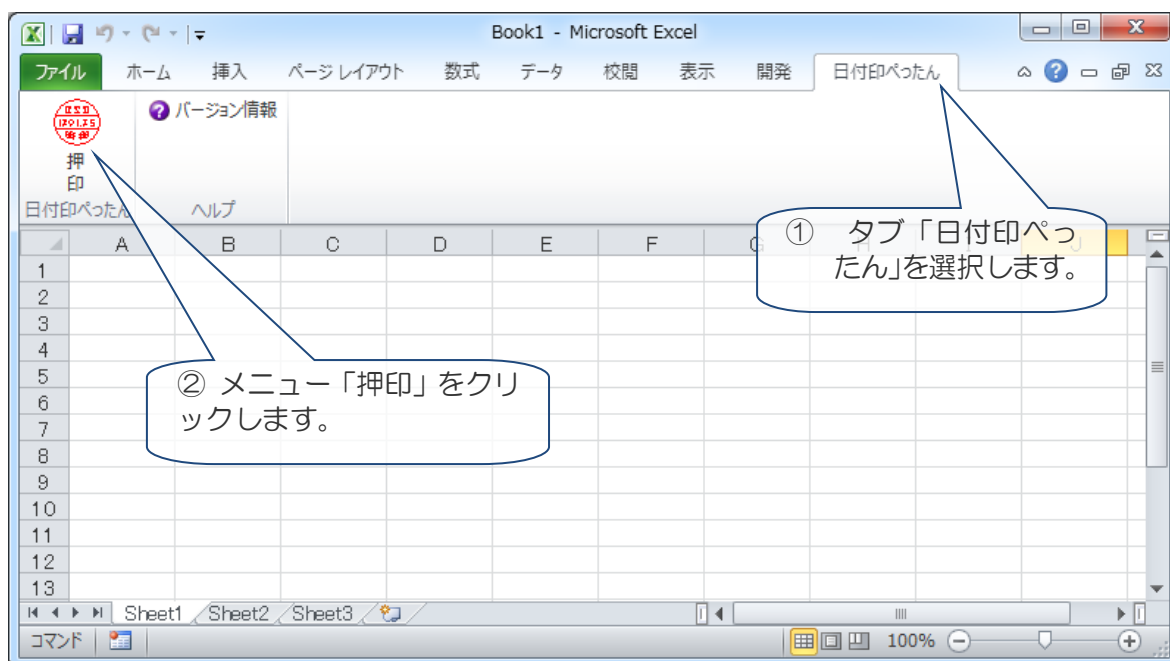 Book1 - Microsoft Excel
ファイル ホーム 挿入 ページ レイアウト 数式 データ 校閲 表示 開発 日付印ぺったん
バージョン情報
押
印
日付印ぺったん ヘルプ
① タブ「日付印ぺっ
たん」を選択します。
A B C D E F G H I J
1
2
3
4
5
② メニュー「押印」をクリ
ックします。
6
7
8
9
10
11
12
13
Sheet1 Sheet2 Sheet3
コマンド 100%